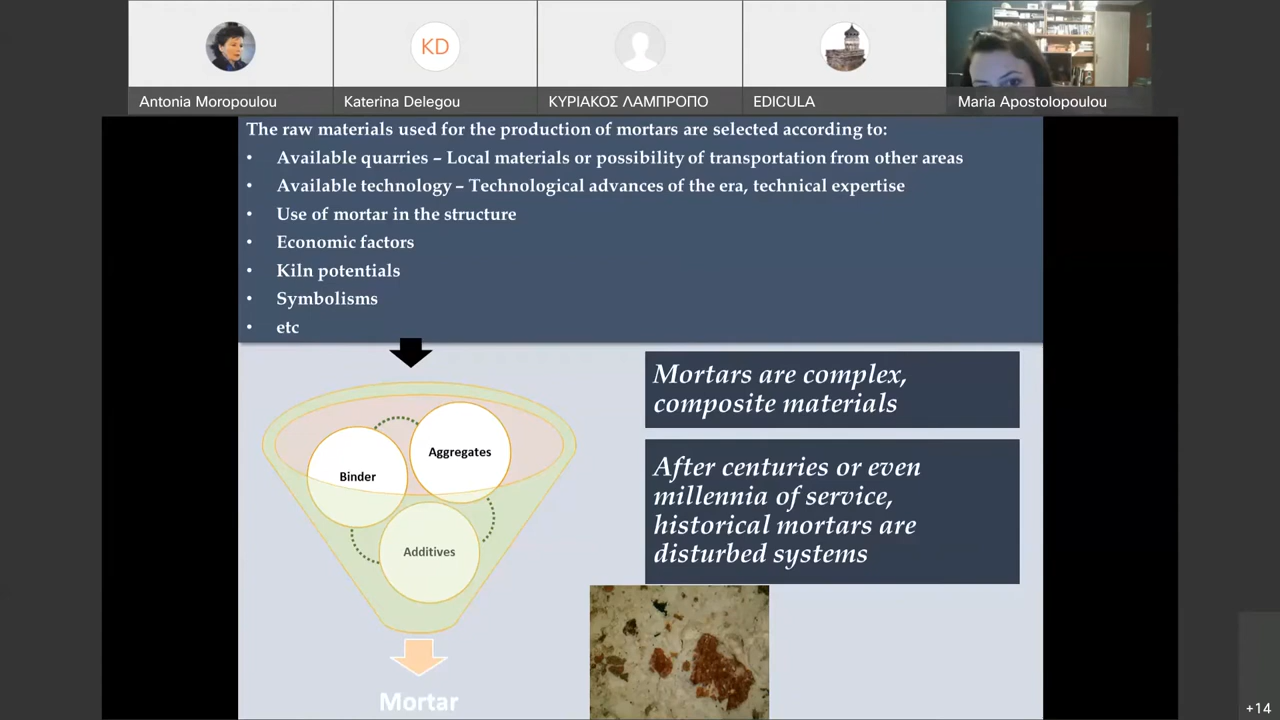 KD
Antonia Moropoulou
Katerina Delegou
ΚΥΡΙΑΚΟΣ ΛΑΜΠΡΟΠΟ
EDICULA
Maria Apostolopoulou
The raw materials used for the production of mortars are selected according to:
• Available quarries – Local materials or possibility of transportation from other areas
• Available technology – Technological advances of the era, technical expertise
• Use of mortar in the structure
• Economic factors
• Kiln potentials
• Symbolisms
• etc
Aggregates
Binder
Additives
Mortar
Mortars are complex,
composite materials
After centuries or even
millennia of service,
historical mortars are
disturbed systems
+14